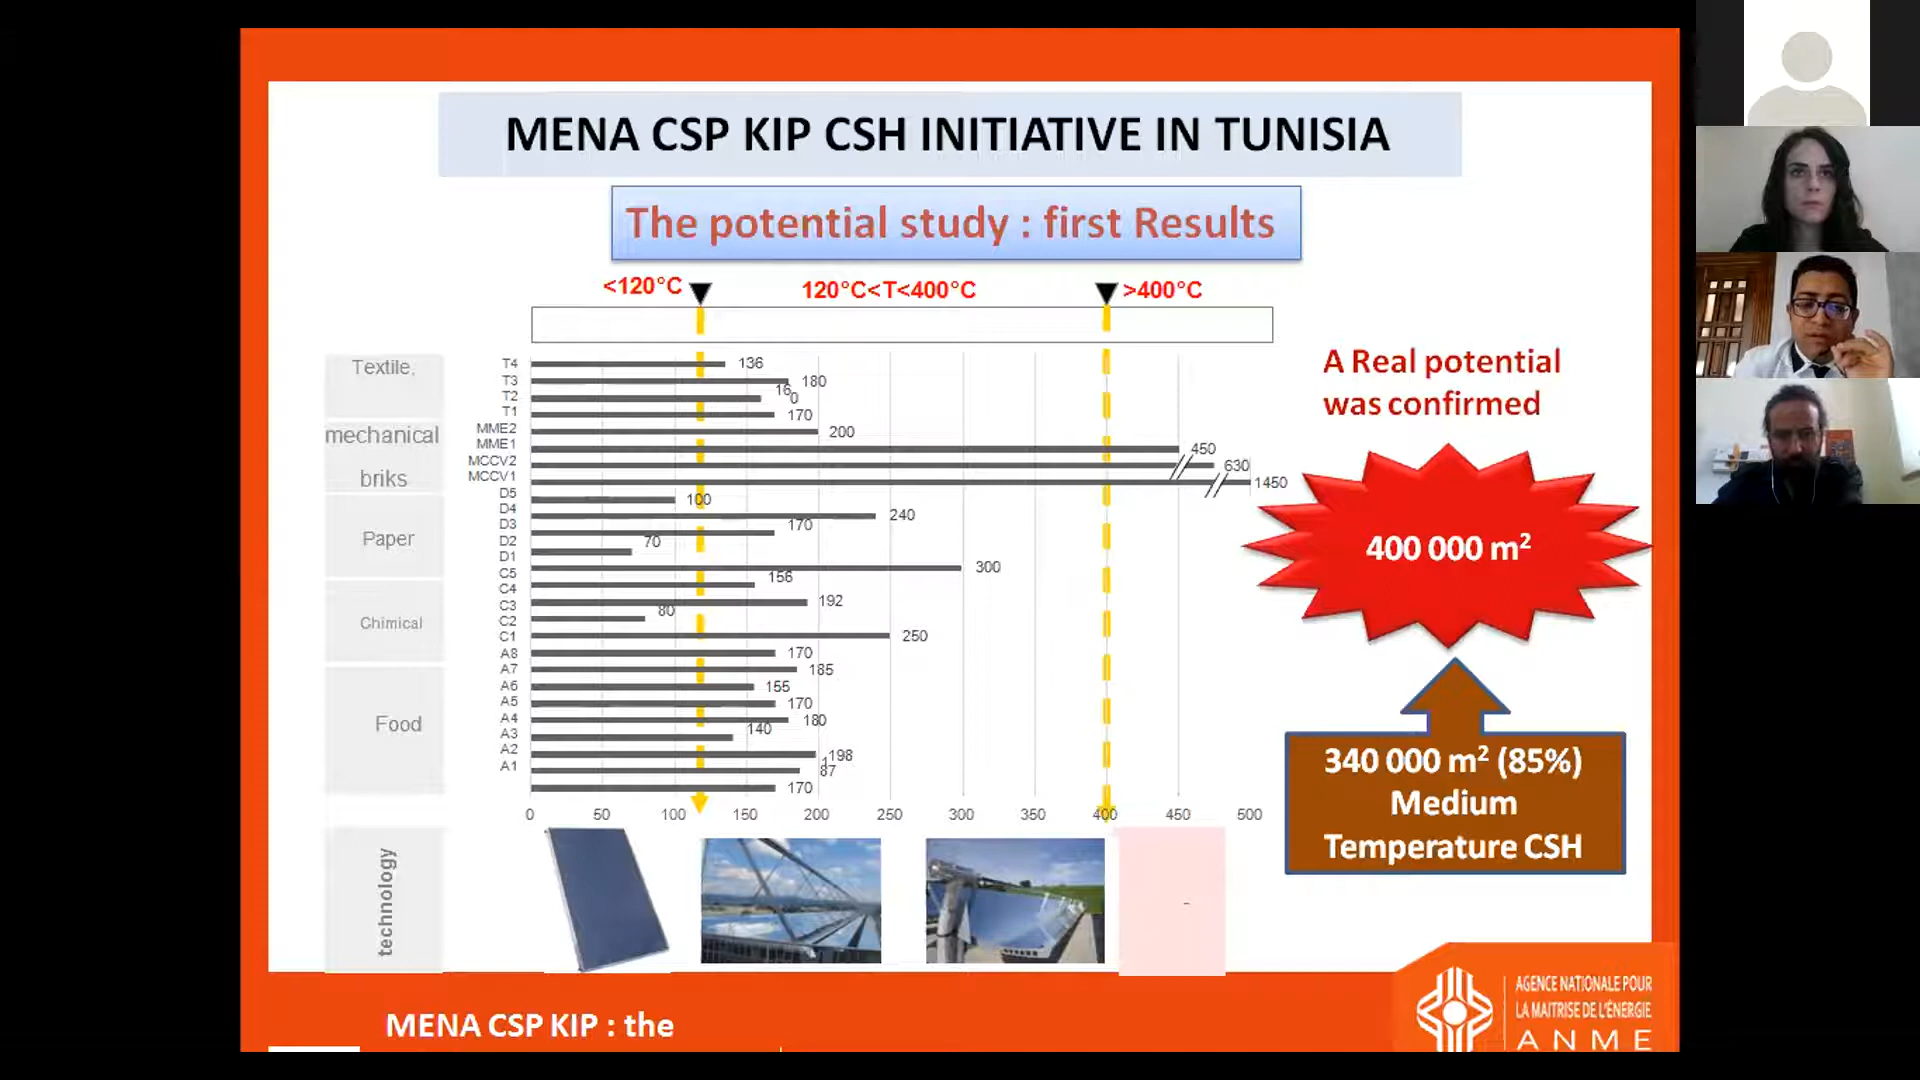 MENA CSP KIP CSH INITIATIVE IN TUNISIA
The potential study : first Results
<120°C
120°C<T<400°C
>400°C
Textile,
mechanical
briks
Paper
Chimical
Food
technology
T4
T3
T2
T1
MME2
MME1
MCCV2
MCCV1
D5
D4
D3
D2
D1
C5
C4
C3
C2
C1
A8
A7
A6
A5
A4
A3
A2
A1
136
180
16
0
170
200
450
630
1450
100
240
170
70
300
156
192
80
250
170
185
155
170
180
140
198
1
87
170
0 50 100 150 200 250 300 350 400 450 500
-
A Real potential
was confirmed
400 000 m²
340 000 m² (85%)
Medium
Temperature CSH
MENA CSP KIP : the
AGENCE NATIONALE POUR
LA MAITRISE DE L'ÉNERGIE
ANME